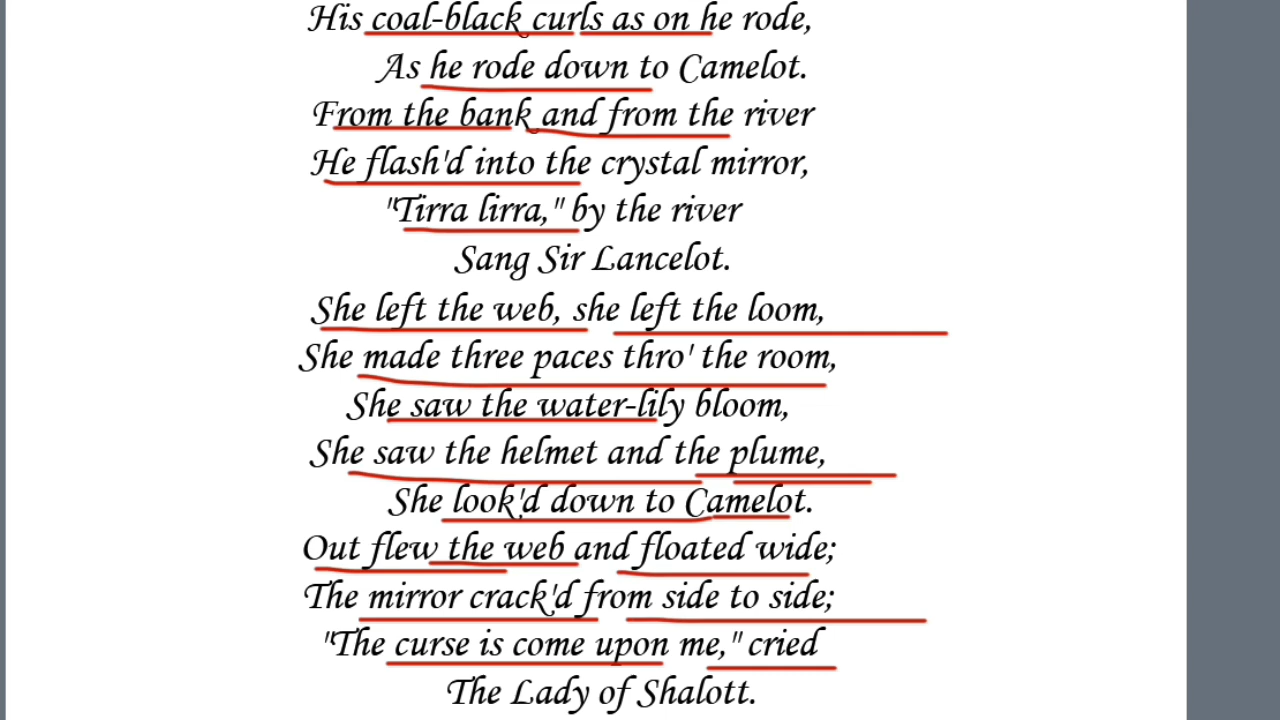 His coal-black curls as on he rode,
As he rode down to Camelot.
From the bank and from the river
He flash'd into the crystal mirror,
"Tirra lirra," by the river
Sang Sir Lancelot.
She left the web, she left the loom,
She made three paces thro' the room,
She saw the water-lily bloom,
She saw the helmet and the plume,
She look'd down to Camelot.
Out flew the web and floated wide;
The mirror crack'd from side to side;
"The curse is come upon me," cried
The Lady of Shalott.